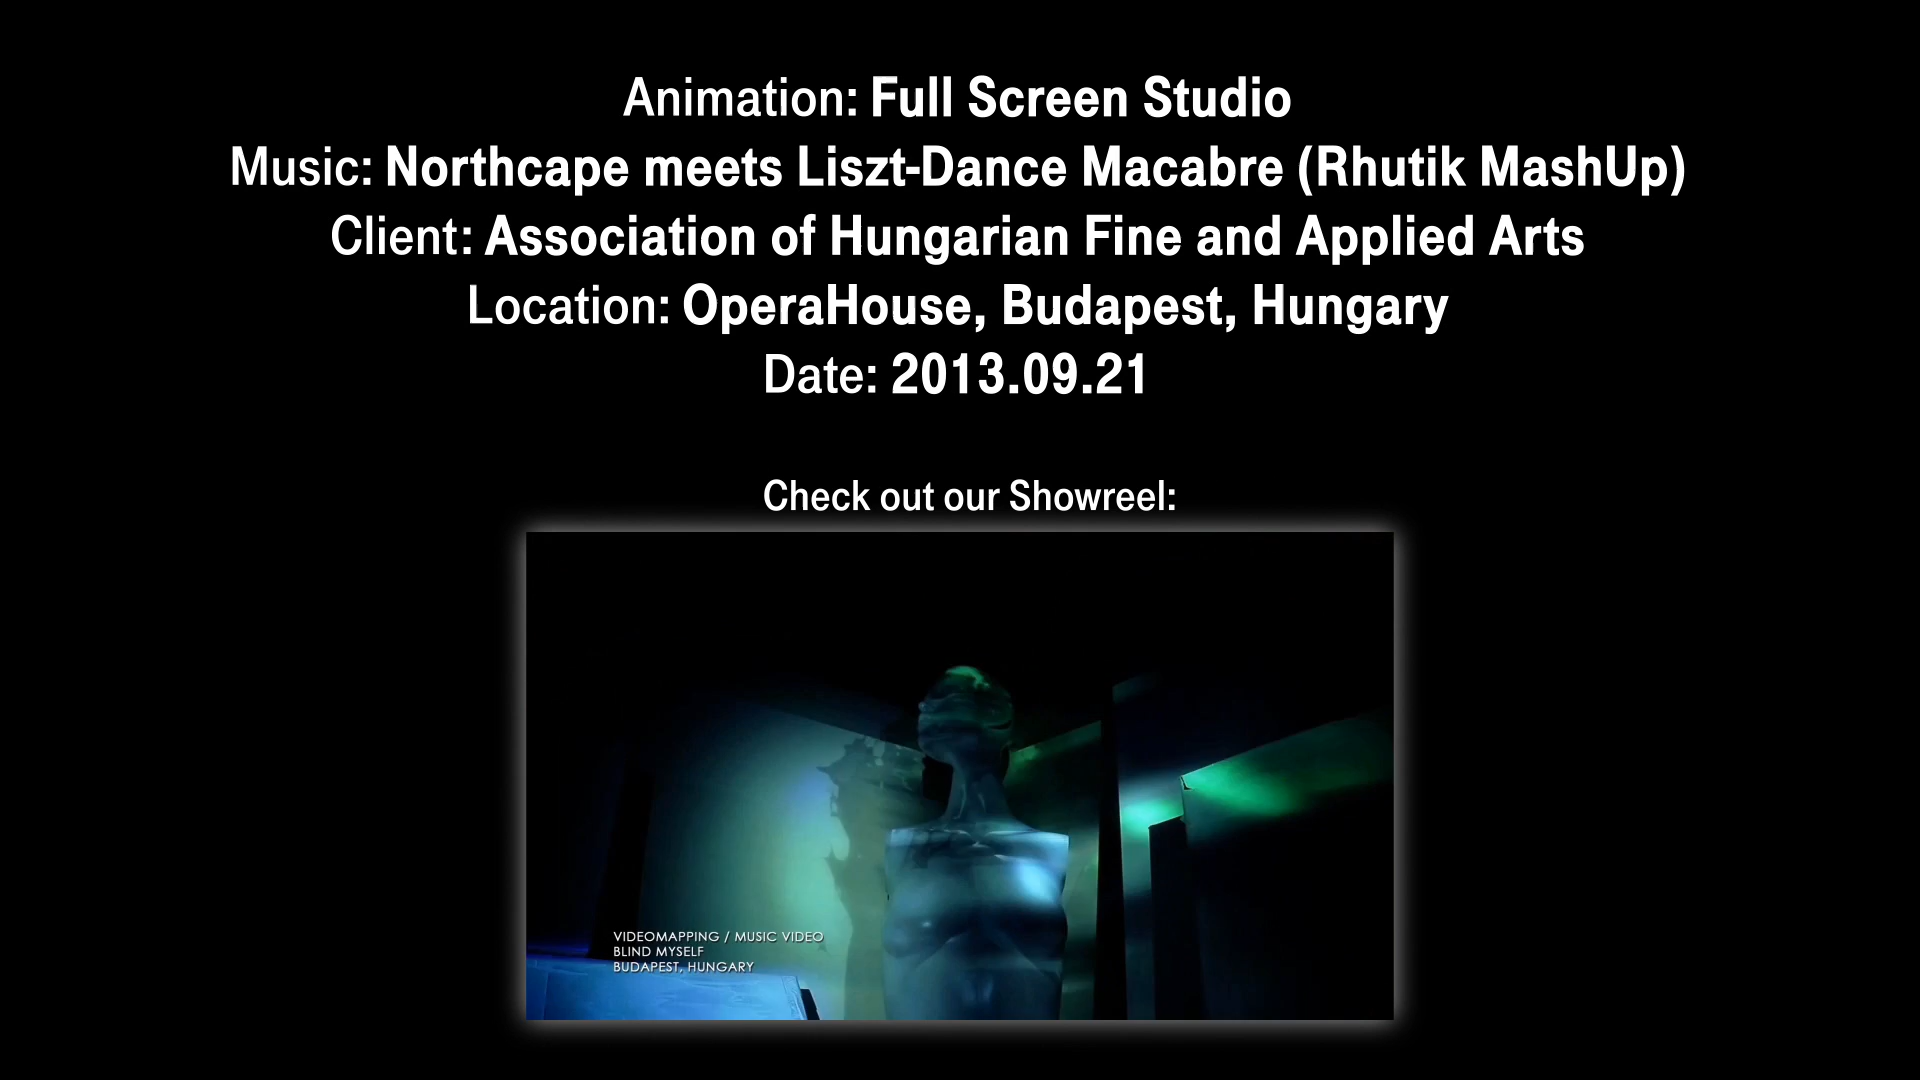 Animation: Full Screen Studio
Music: Northcape meets Liszt-Dance Macabre (Rhutik MashUp)
Client: Association of Hungarian Fine and Applied Arts
Location: OperaHouse, Budapest, Hungary
Date: 2013.09.21
Check out our Showreel:
VIDEOMAPPING / MUSIC VIDEO
BLIND MYSELF
BUDAPEST, HUNGARY